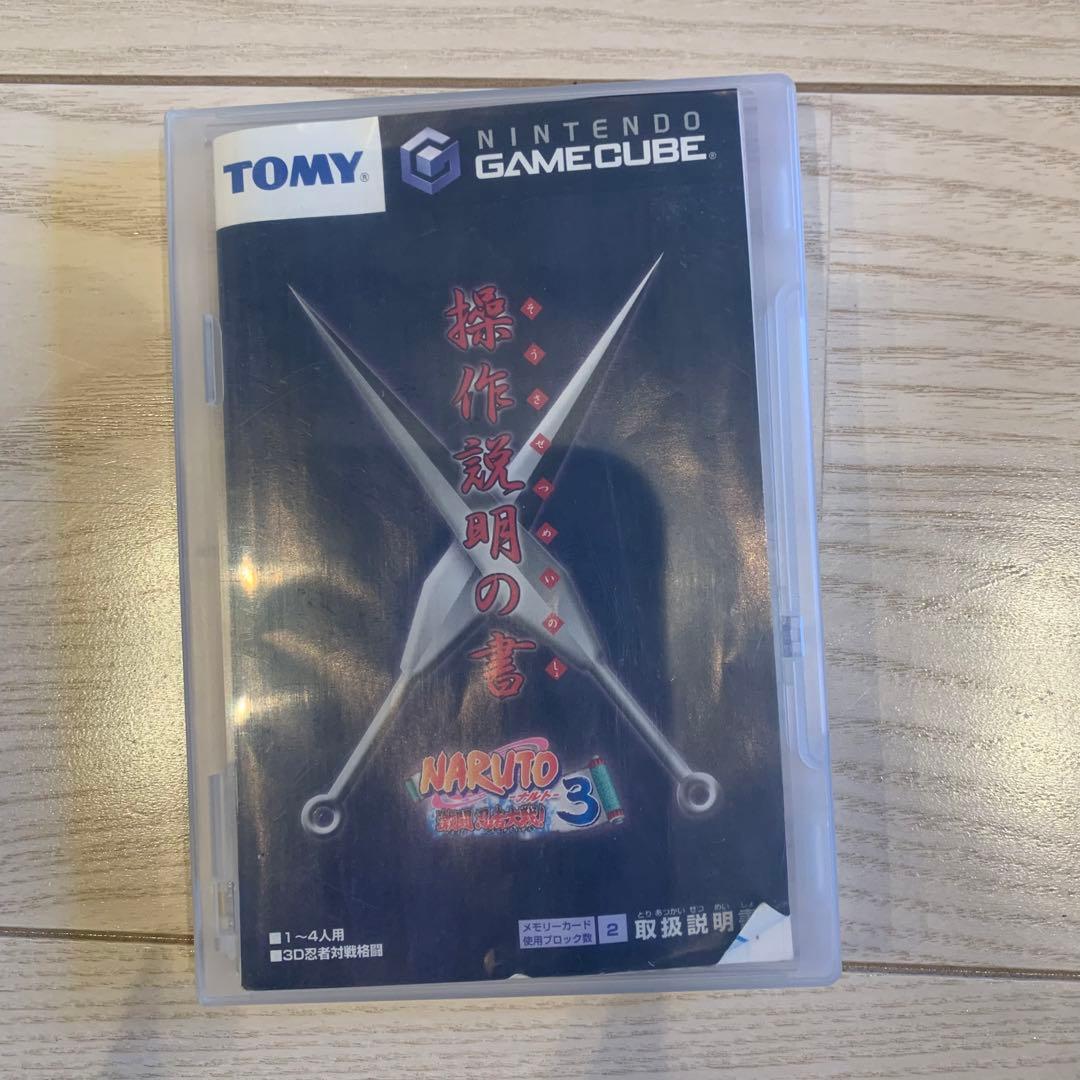 TOMY®
NINTENDO
GAMECUBE®
操作説明の書
そうさせつめいのしょ
NARUTO
-ナルト-
激闘忍者大戦!
3
■1～4人用
■3D忍者対戦格闘
メモリーカード
使用ブロック数
2
とりあつかいせつめいしょ
取扱説明書